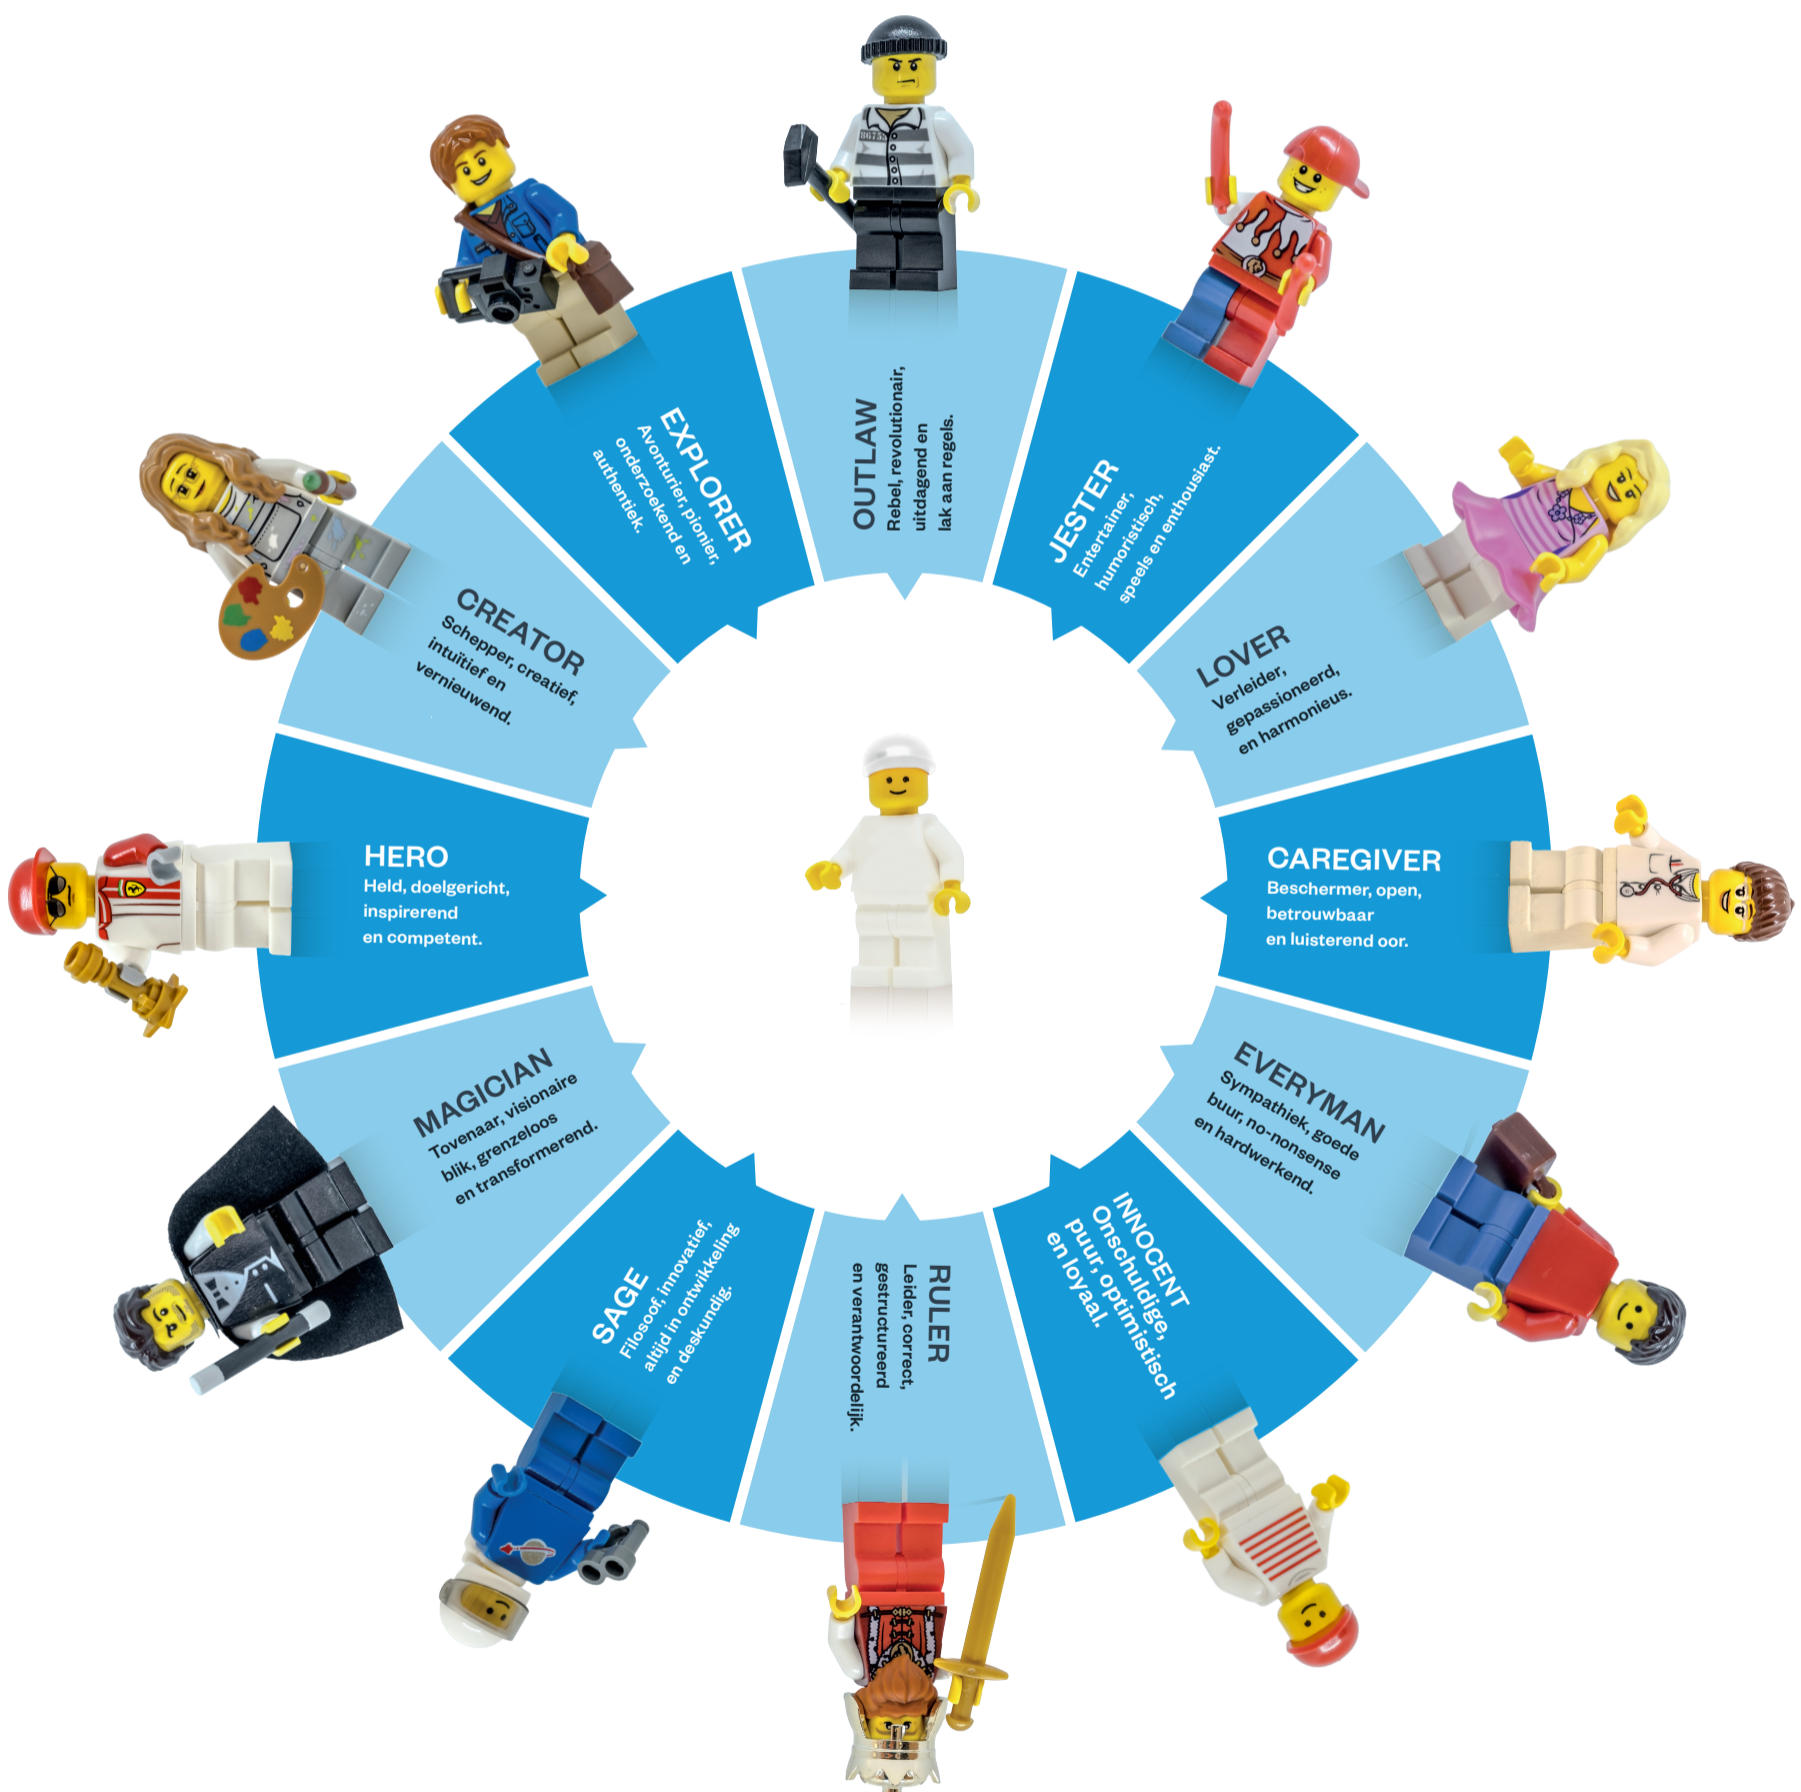 OUTLAW
Rebel, revolutionair,
uitdagend en
lak aan regels.
JESTER
Entertainer,
humoristisch,
speels en enthousiast.
LOVER
Verleider,
gepassioneerd,
en harmonieus.
CAREGIVER
Beschermer, open,
betrouwbaar
en luisterend oor.
EVERYMAN
Sympathiek, goede
buur, no-nonsense
en hardwerkend.
INNOCENT
Onschuldige,
puur, optimistisch
en loyaal.
RULER
Leider, correct,
gestructureerd
en verantwoordelijk.
SAGE
Filosoof, innovatief,
altijd in ontwikkeling
en deskundig.
MAGICIAN
Tovenaar, visionaire
blik, grenzeloos
en transformerend.
HERO
Held, doelgericht,
inspirerend
en competent.
CREATOR
Schepper, creatief,
intuïtief en
vernieuwend.
EXPLORER
Avonturier, pionier,
onderzoekend en
authentiek.